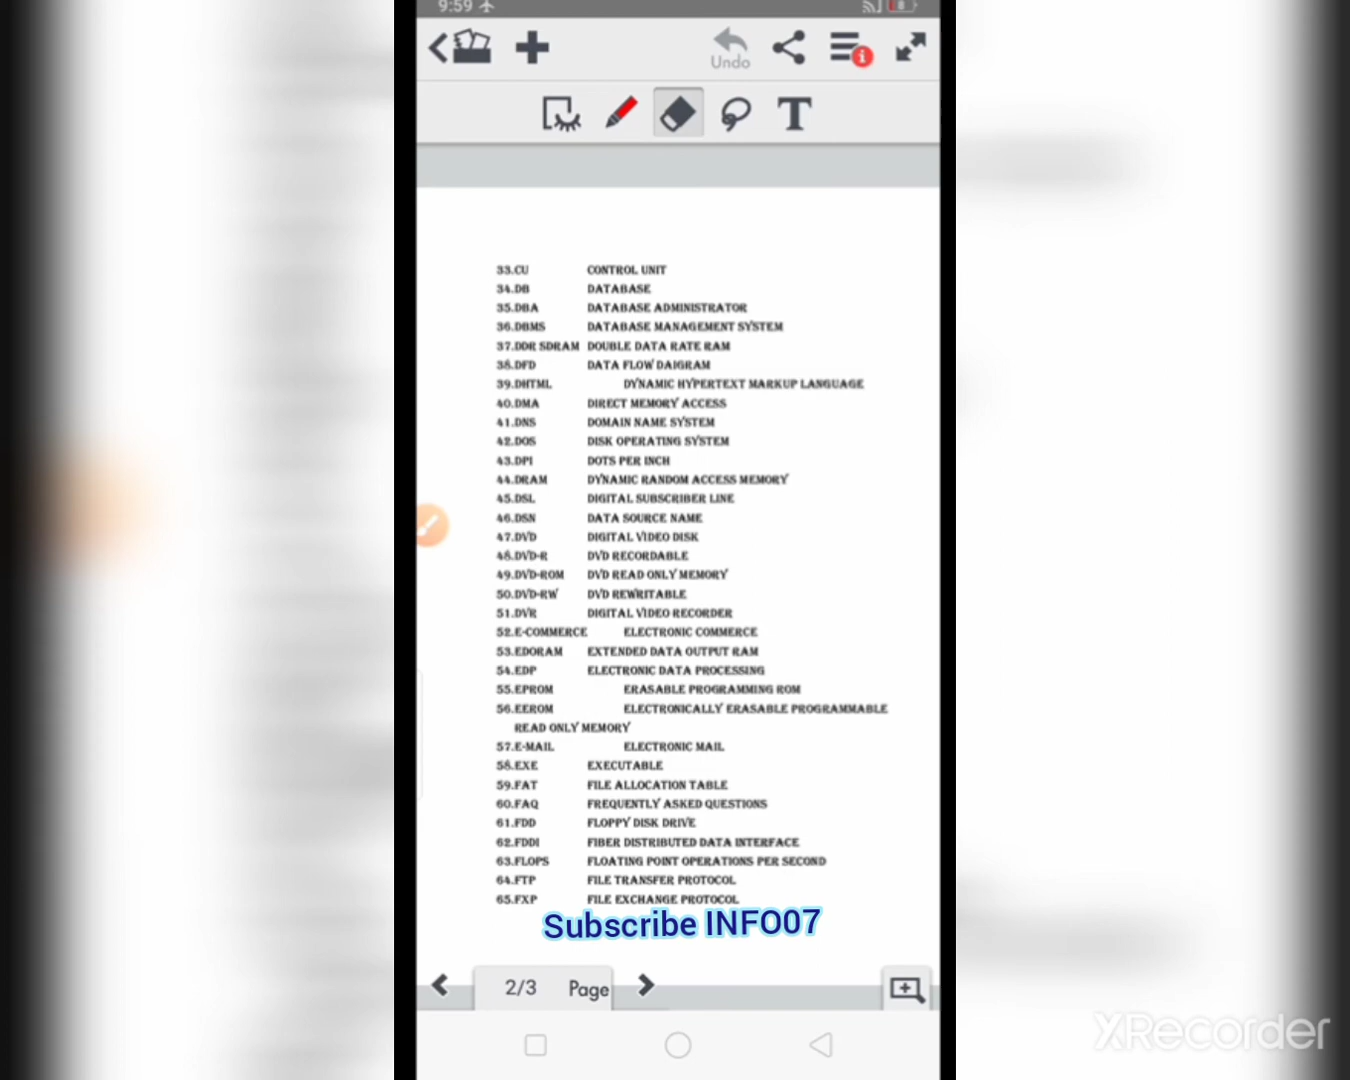 9:59
Undo
i
T
33.CU CONTROL UNIT
34.DB DATABASE
35.DBA DATABASE ADMINISTRATOR
36.DBMS DATABASE MANAGEMENT SYSTEM
37.DDR SDRAM DOUBLE DATA RATE RAM
38.DFD DATA FLOW DAIGRAM
39.DHTML DYNAMIC HYPERTEXT MARKUP LANGUAGE
40.DMA DIRECT MEMORY ACCESS
41.DNS DOMAIN NAME SYSTEM
42.DOS DISK OPERATING SYSTEM
43.DPI DOTS PER INCH
44.DRAM DYNAMIC RANDOM ACCESS MEMORY
45.DSL DIGITAL SUBSCRIBER LINE
46.DSN DATA SOURCE NAME
47.DVD DIGITAL VIDEO DISK
48.DVD-R DVD RECORDABLE
49.DVD-ROM DVD READ ONLY MEMORY
50.DVD-RW DVD REWRITABLE
51.DVR DIGITAL VIDEO RECORDER
52.E-COMMERCE ELECTRONIC COMMERCE
53.EDORAM EXTENDED DATA OUTPUT RAM
54.EDP ELECTRONIC DATA PROCESSING
55.EPROM ERASABLE PROGRAMMING ROM
56.EEROM ELECTRONICALLY ERASABLE PROGRAMMABLE
READ ONLY MEMORY
57.E-MAIL ELECTRONIC MAIL
58.EXE EXECUTABLE
59.FAT FILE ALLOCATION TABLE
60.FAQ FREQUENTLY ASKED QUESTIONS
61.FDD FLOPPY DISK DRIVE
62.FDDI FIBER DISTRIBUTED DATA INTERFACE
63.FLOPS FLOATING POINT OPERATIONS PER SECOND
64.FTP FILE TRANSFER PROTOCOL
65.FXP FILE EXCHANGE PROTOCOL
Subscribe INFO07
2/3 Page
XRecorder